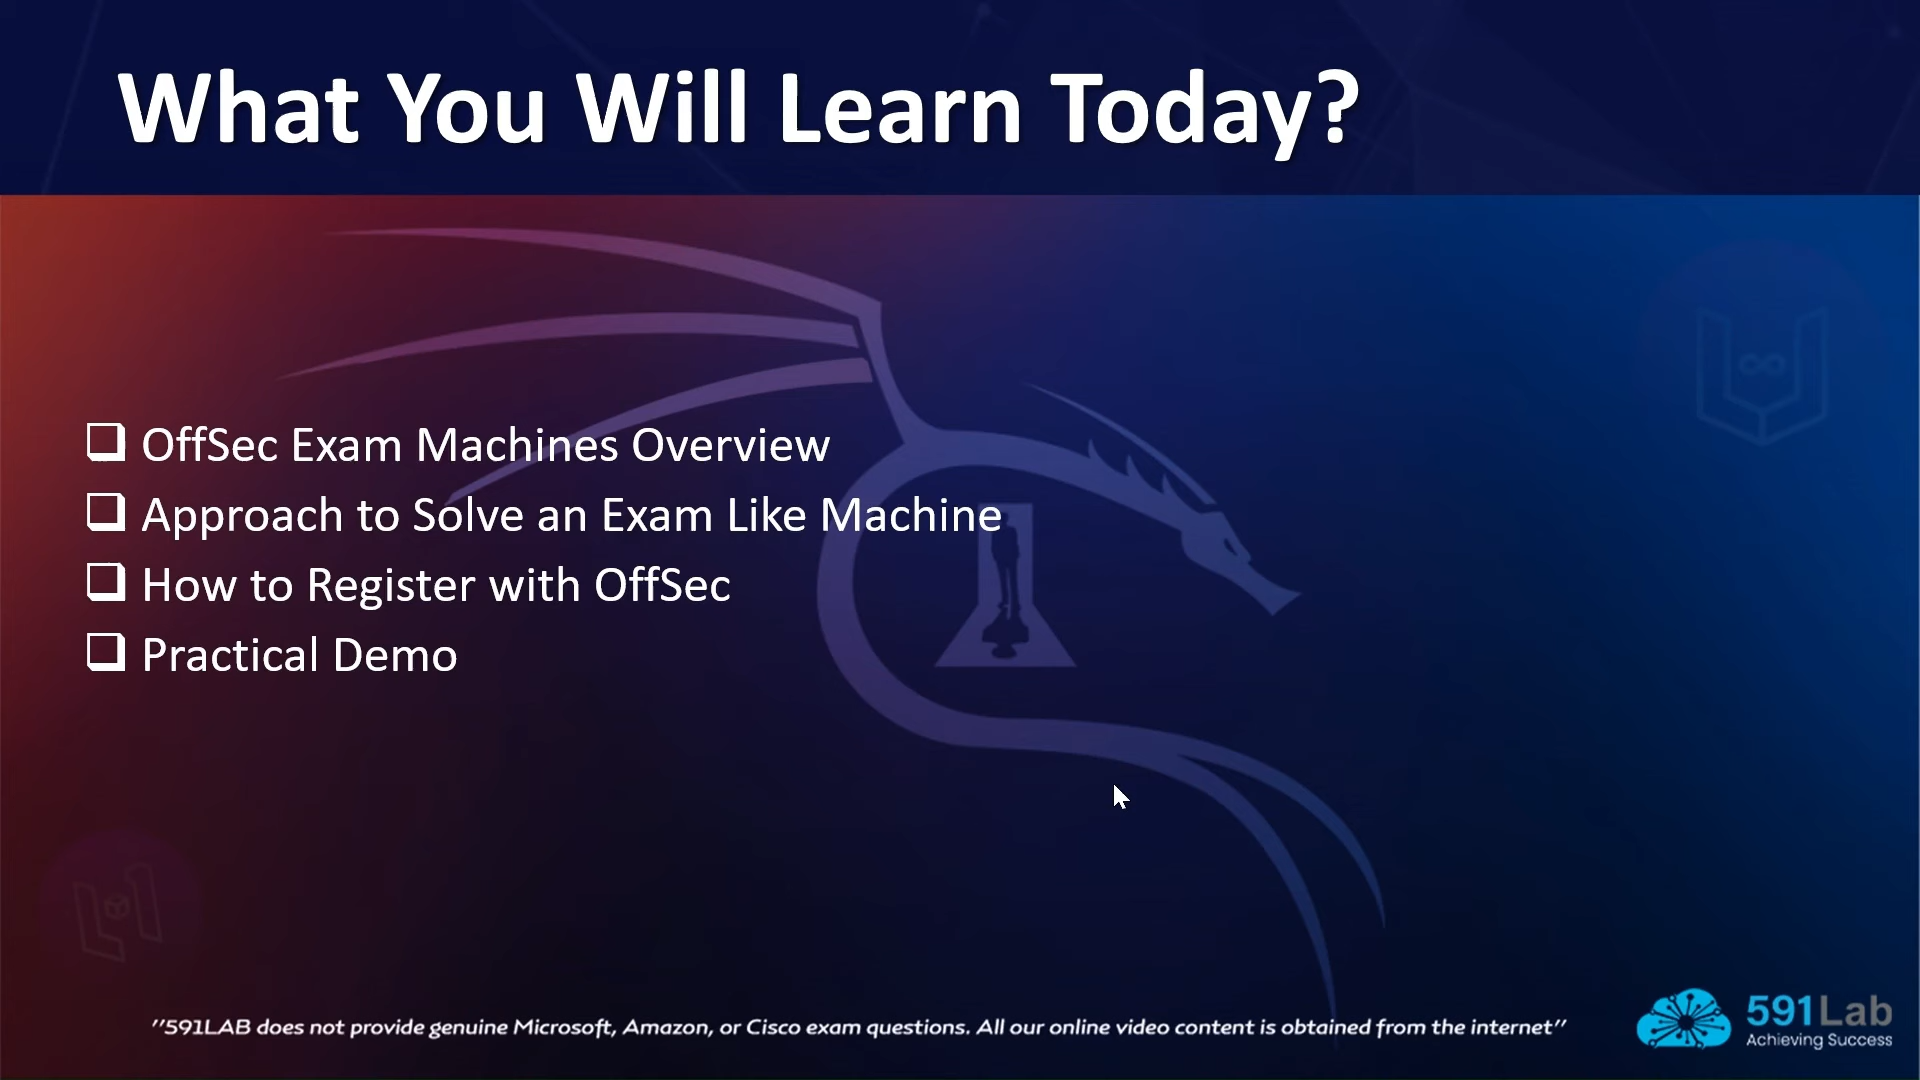 What You Will Learn Today?
OffSec Exam Machines Overview
Approach to Solve an Exam Like Machine
How to Register with OffSec
Practical Demo
''591LAB does not provide genuine Microsoft, Amazon, or Cisco exam questions. All our online video content is obtained from the internet''
591Lab
Achieving Success